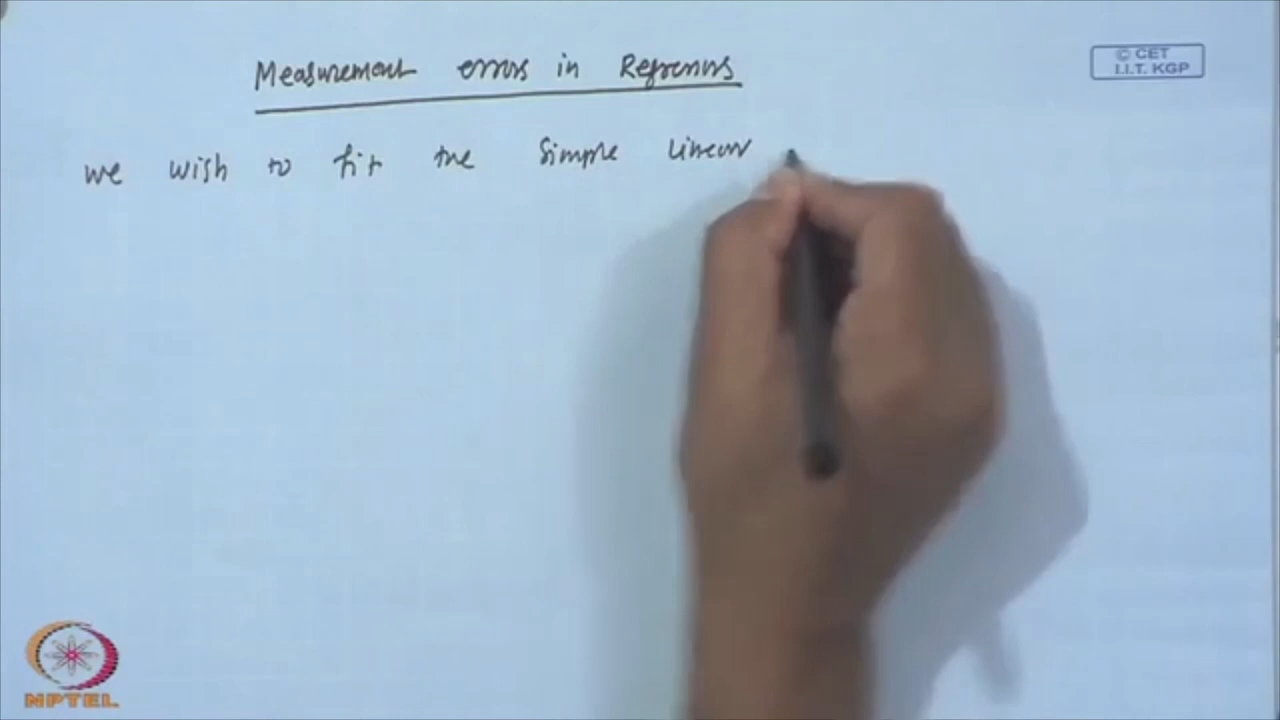 Measurement errors in Regressors
© CET
I.I.T. KGP
we wish to fit the simple linear
NPTEL